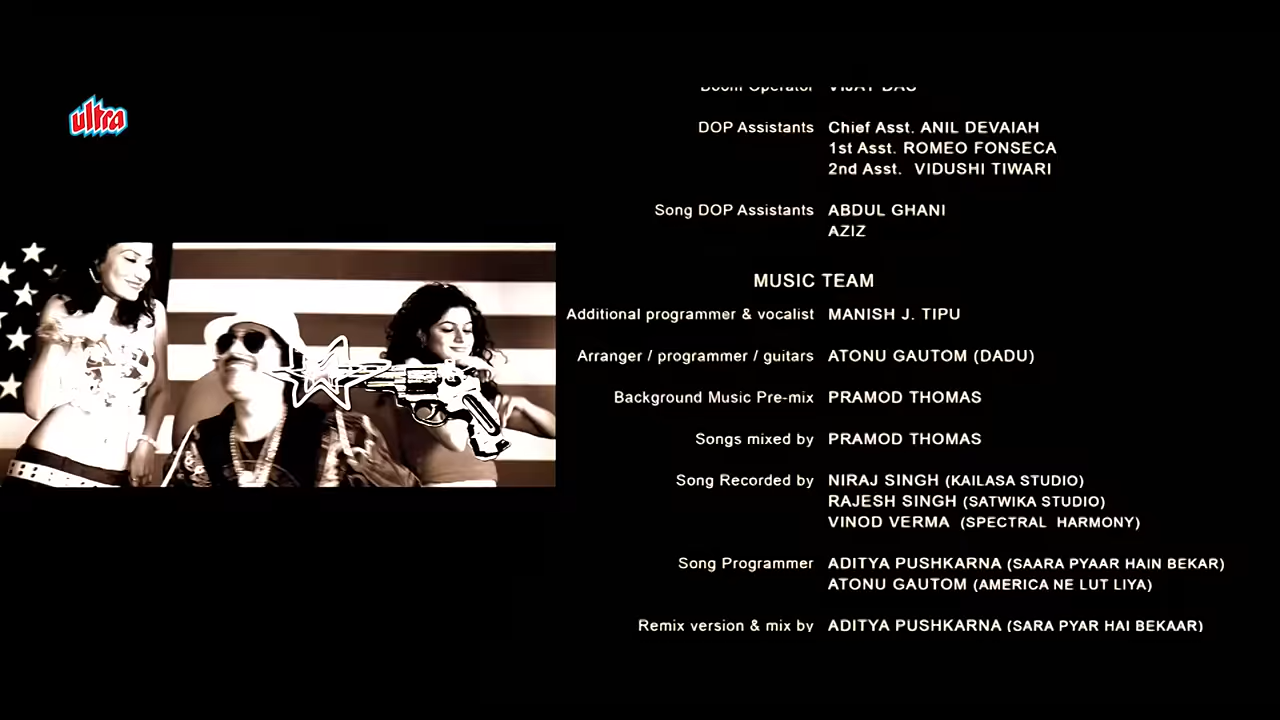 ultra
Boom Operator VIJAY DAS
DOP Assistants Chief Asst. ANIL DEVAIAH
1st Asst. ROMEO FONSECA
2nd Asst. VIDUSHI TIWARI
Song DOP Assistants ABDUL GHANI
AZIZ
MUSIC TEAM
Additional programmer & vocalist MANISH J. TIPU
Arranger / programmer / guitars ATONU GAUTOM (DADU)
Background Music Pre-mix PRAMOD THOMAS
Songs mixed by PRAMOD THOMAS
Song Recorded by NIRAJ SINGH (KAILASA STUDIO)
RAJESH SINGH (SATWIKA STUDIO)
VINOD VERMA (SPECTRAL HARMONY)
Song Programmer ADITYA PUSHKARNA (SAARA PYAAR HAIN BEKAR)
ATONU GAUTOM (AMERICA NE LUT LIYA)
Remix version & mix by ADITYA PUSHKARNA (SARA PYAR HAI BEKAAR)